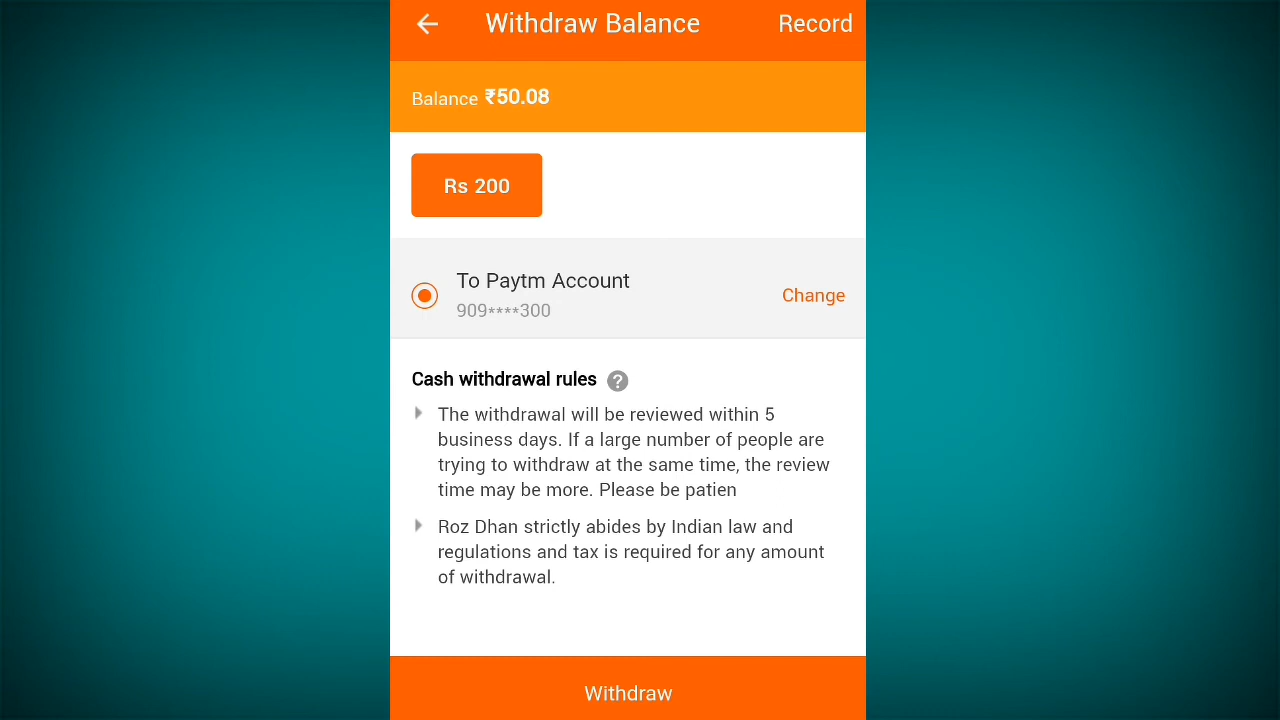 Withdraw Balance Record
Balance ₹50.08
Rs 200
To Paytm Account
909****300
Change
Cash withdrawal rules ?
The withdrawal will be reviewed within 5
business days. If a large number of people are
trying to withdraw at the same time, the review
time may be more. Please be patien
Roz Dhan strictly abides by Indian law and
regulations and tax is required for any amount
of withdrawal.
Withdraw